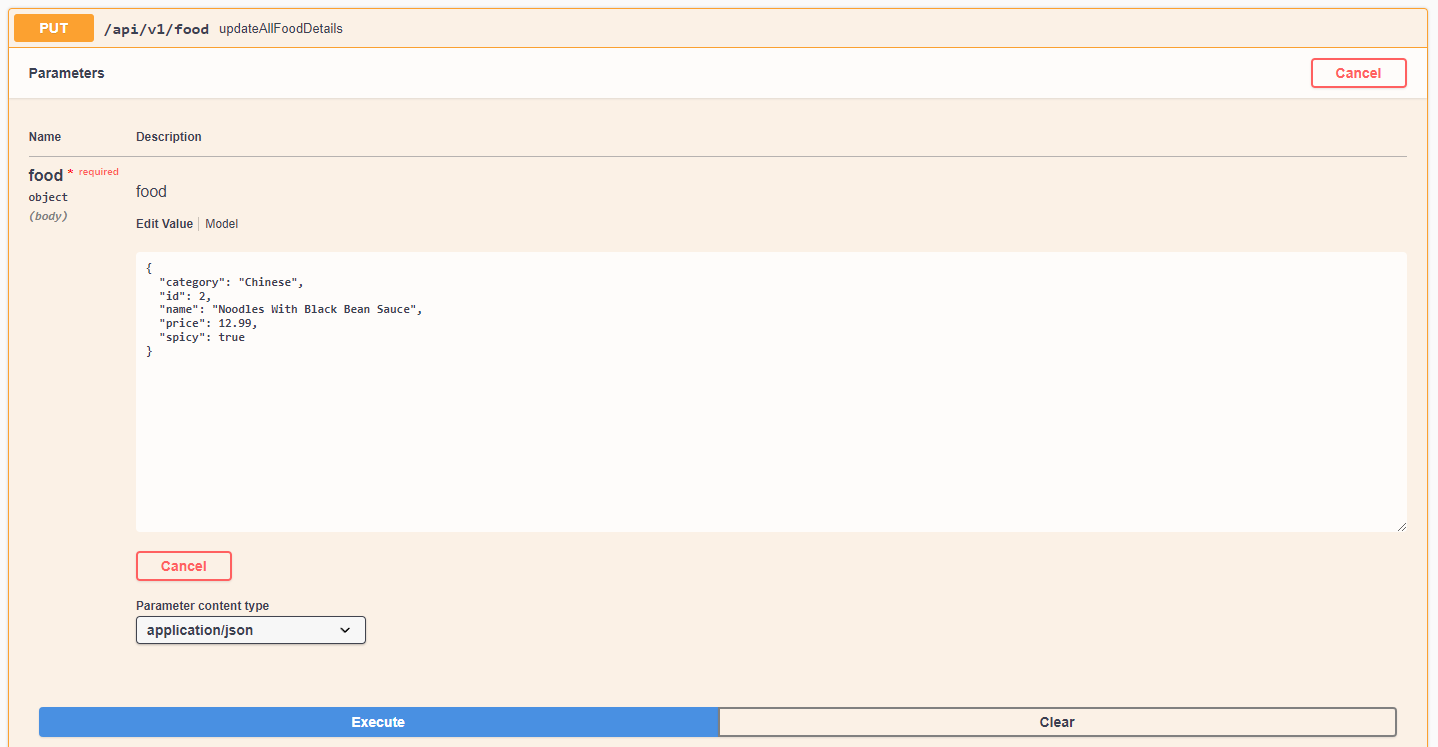 PUT /api/v1/food updateAllFoodDetails
Parameters Cancel
Name Description
food * required
object
(body)
food
Edit Value Model
{
"category": "Chinese",
"id": 2,
"name": "Noodles With Black Bean Sauce",
"price": 12.99,
"spicy": true
}
Cancel
Parameter content type
application/json
Execute Clear